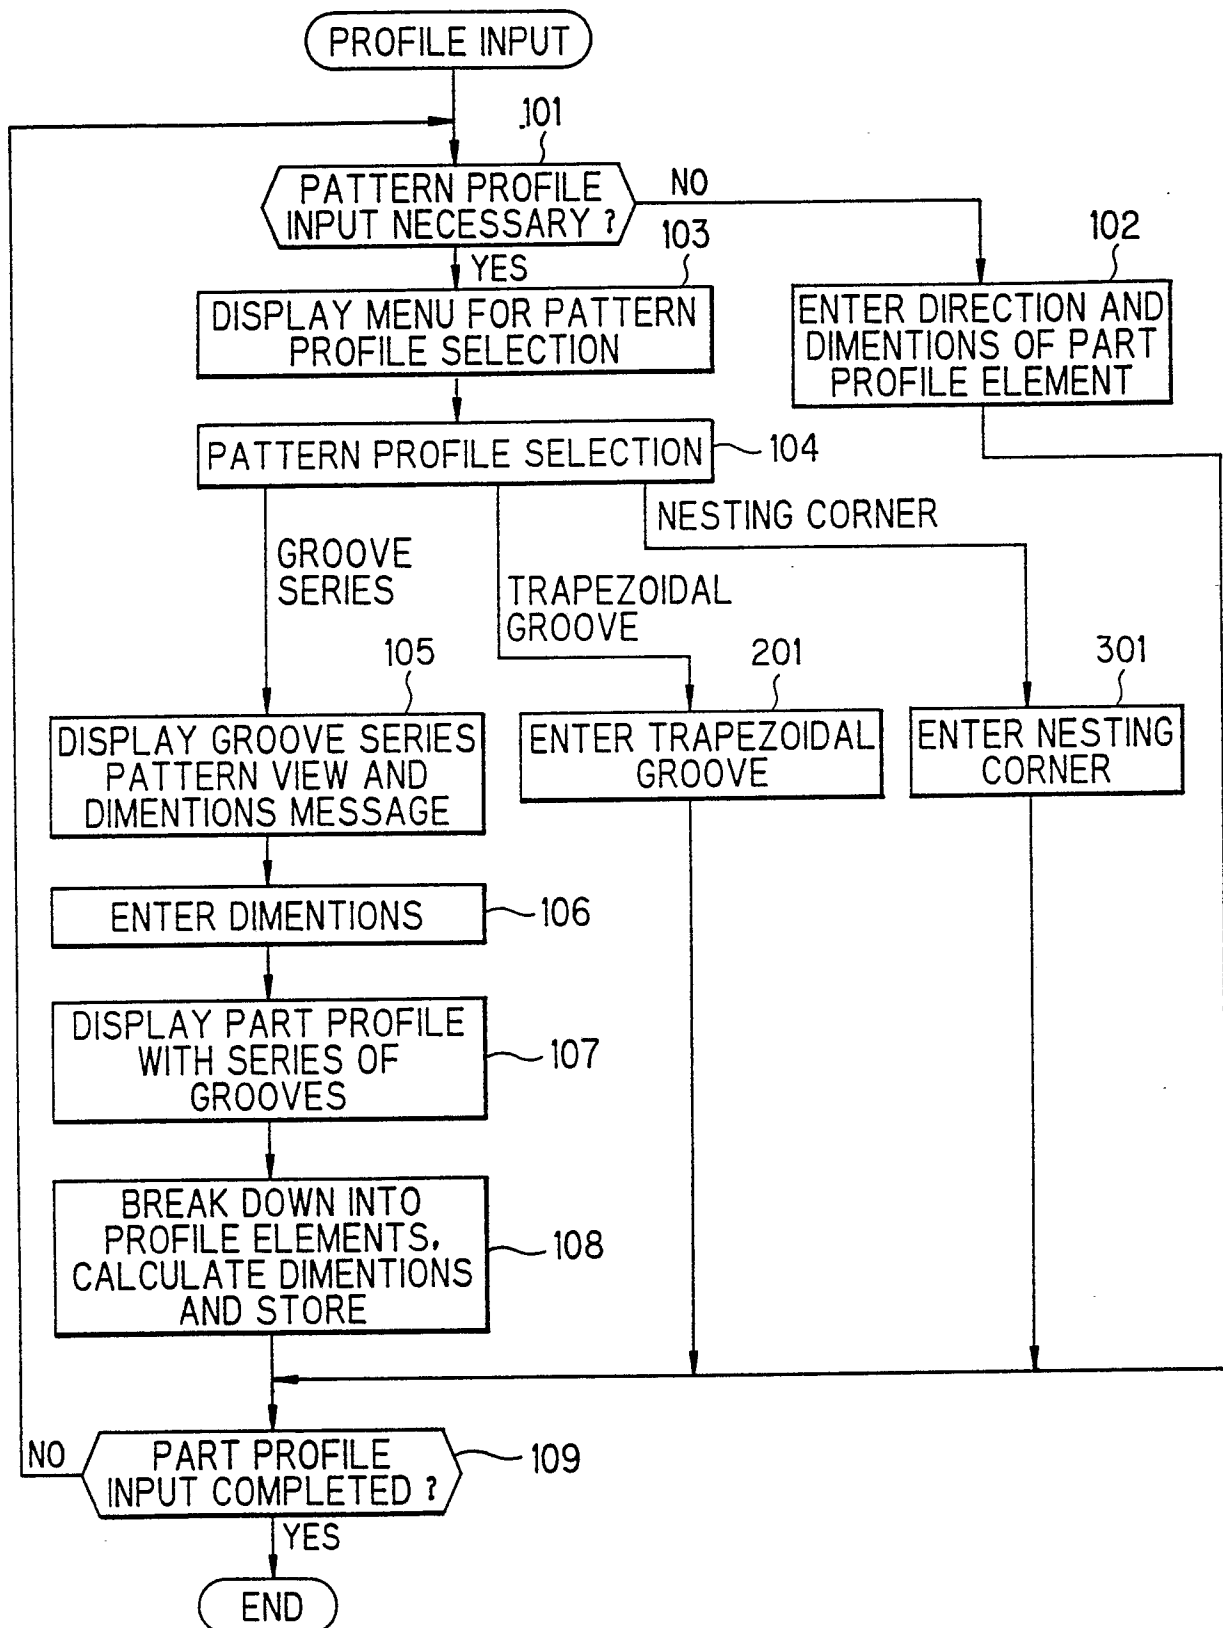 PROFILE INPUT
101
PATTERN PROFILE
INPUT NECESSARY ?
NO
YES
103
102
DISPLAY MENU FOR PATTERN
PROFILE SELECTION
ENTER DIRECTION AND
DIMENTIONS OF PART
PROFILE ELEMENT
PATTERN PROFILE SELECTION
104
NESTING CORNER
GROOVE
SERIES
TRAPEZOIDAL
GROOVE
105
201
301
DISPLAY GROOVE SERIES
PATTERN VIEW AND
DIMENTIONS MESSAGE
ENTER TRAPEZOIDAL
GROOVE
ENTER NESTING
CORNER
ENTER DIMENTIONS
106
DISPLAY PART PROFILE
WITH SERIES OF
GROOVES
107
BREAK DOWN INTO
PROFILE ELEMENTS,
CALCULATE DIMENTIONS
AND STORE
108
NO
PART PROFILE
INPUT COMPLETED ?
109
YES
END